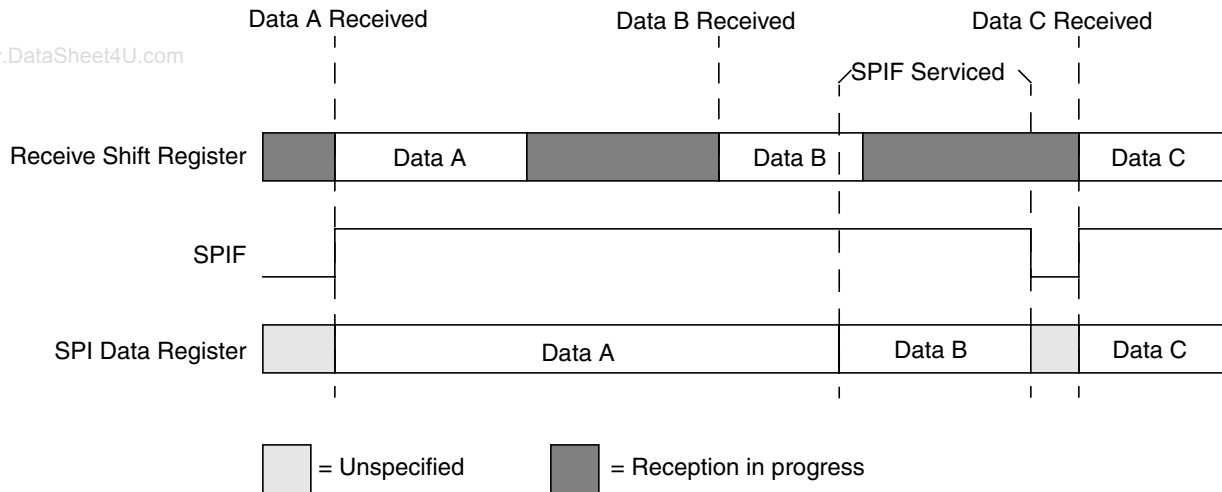 Data A Received
Data B Received
Data C Received
.DataSheet4U.com
SPIF Serviced
Receive Shift Register
Data A
Data B
Data C
SPIF
SPI Data Register
Data A
Data B
Data C
= Unspecified
= Reception in progress